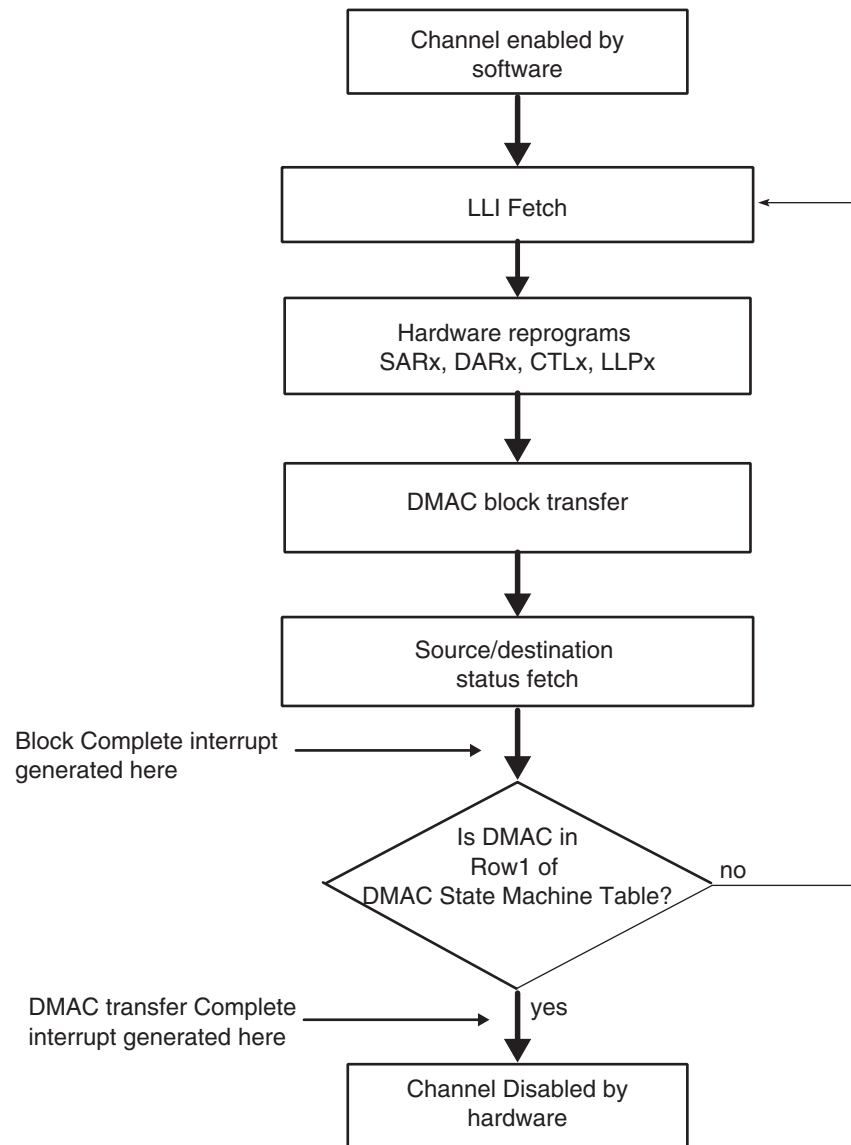 Channel enabled by
software
LLI Fetch
Hardware reprograms
SARx, DARx, CTLx, LLPx
DMAC block transfer
Source/destination
status fetch
Block Complete interrupt
generated here
Is DMAC in
Row1 of
DMAC State Machine Table?
no
DMAC transfer Complete
interrupt generated here
yes
Channel Disabled by
hardware